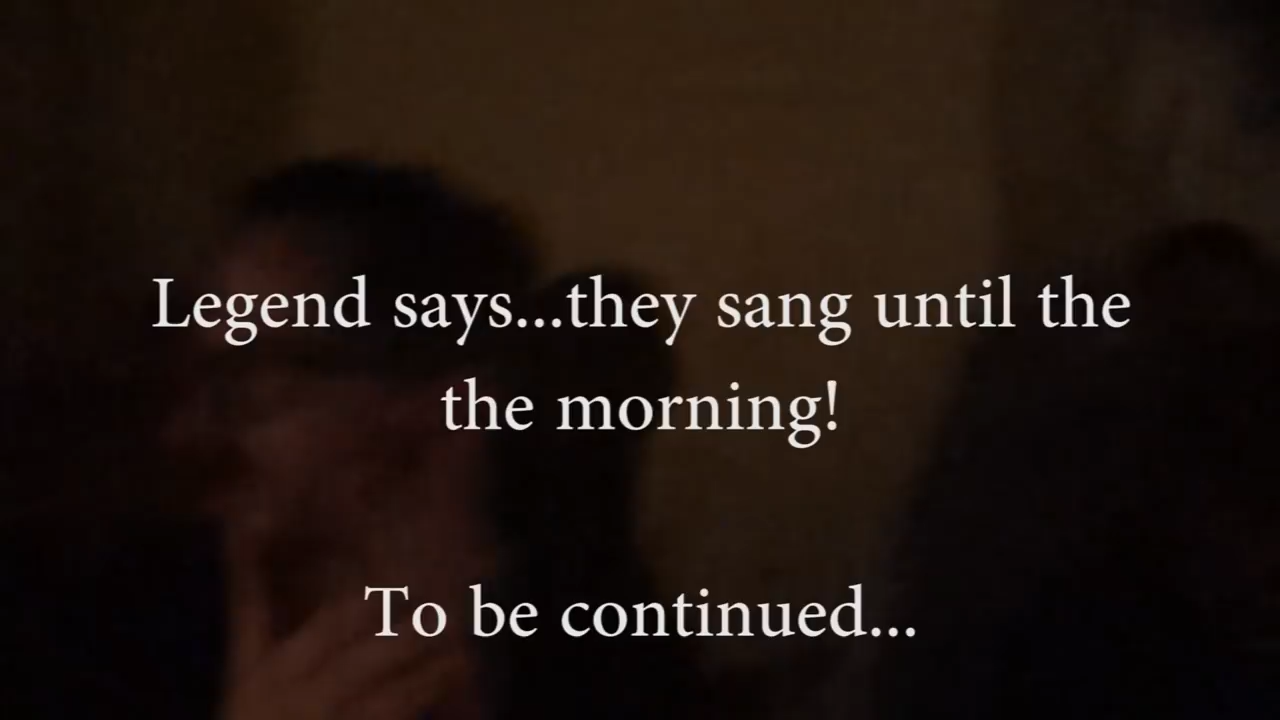 Legend says...they sang until the
the morning!
To be continued...